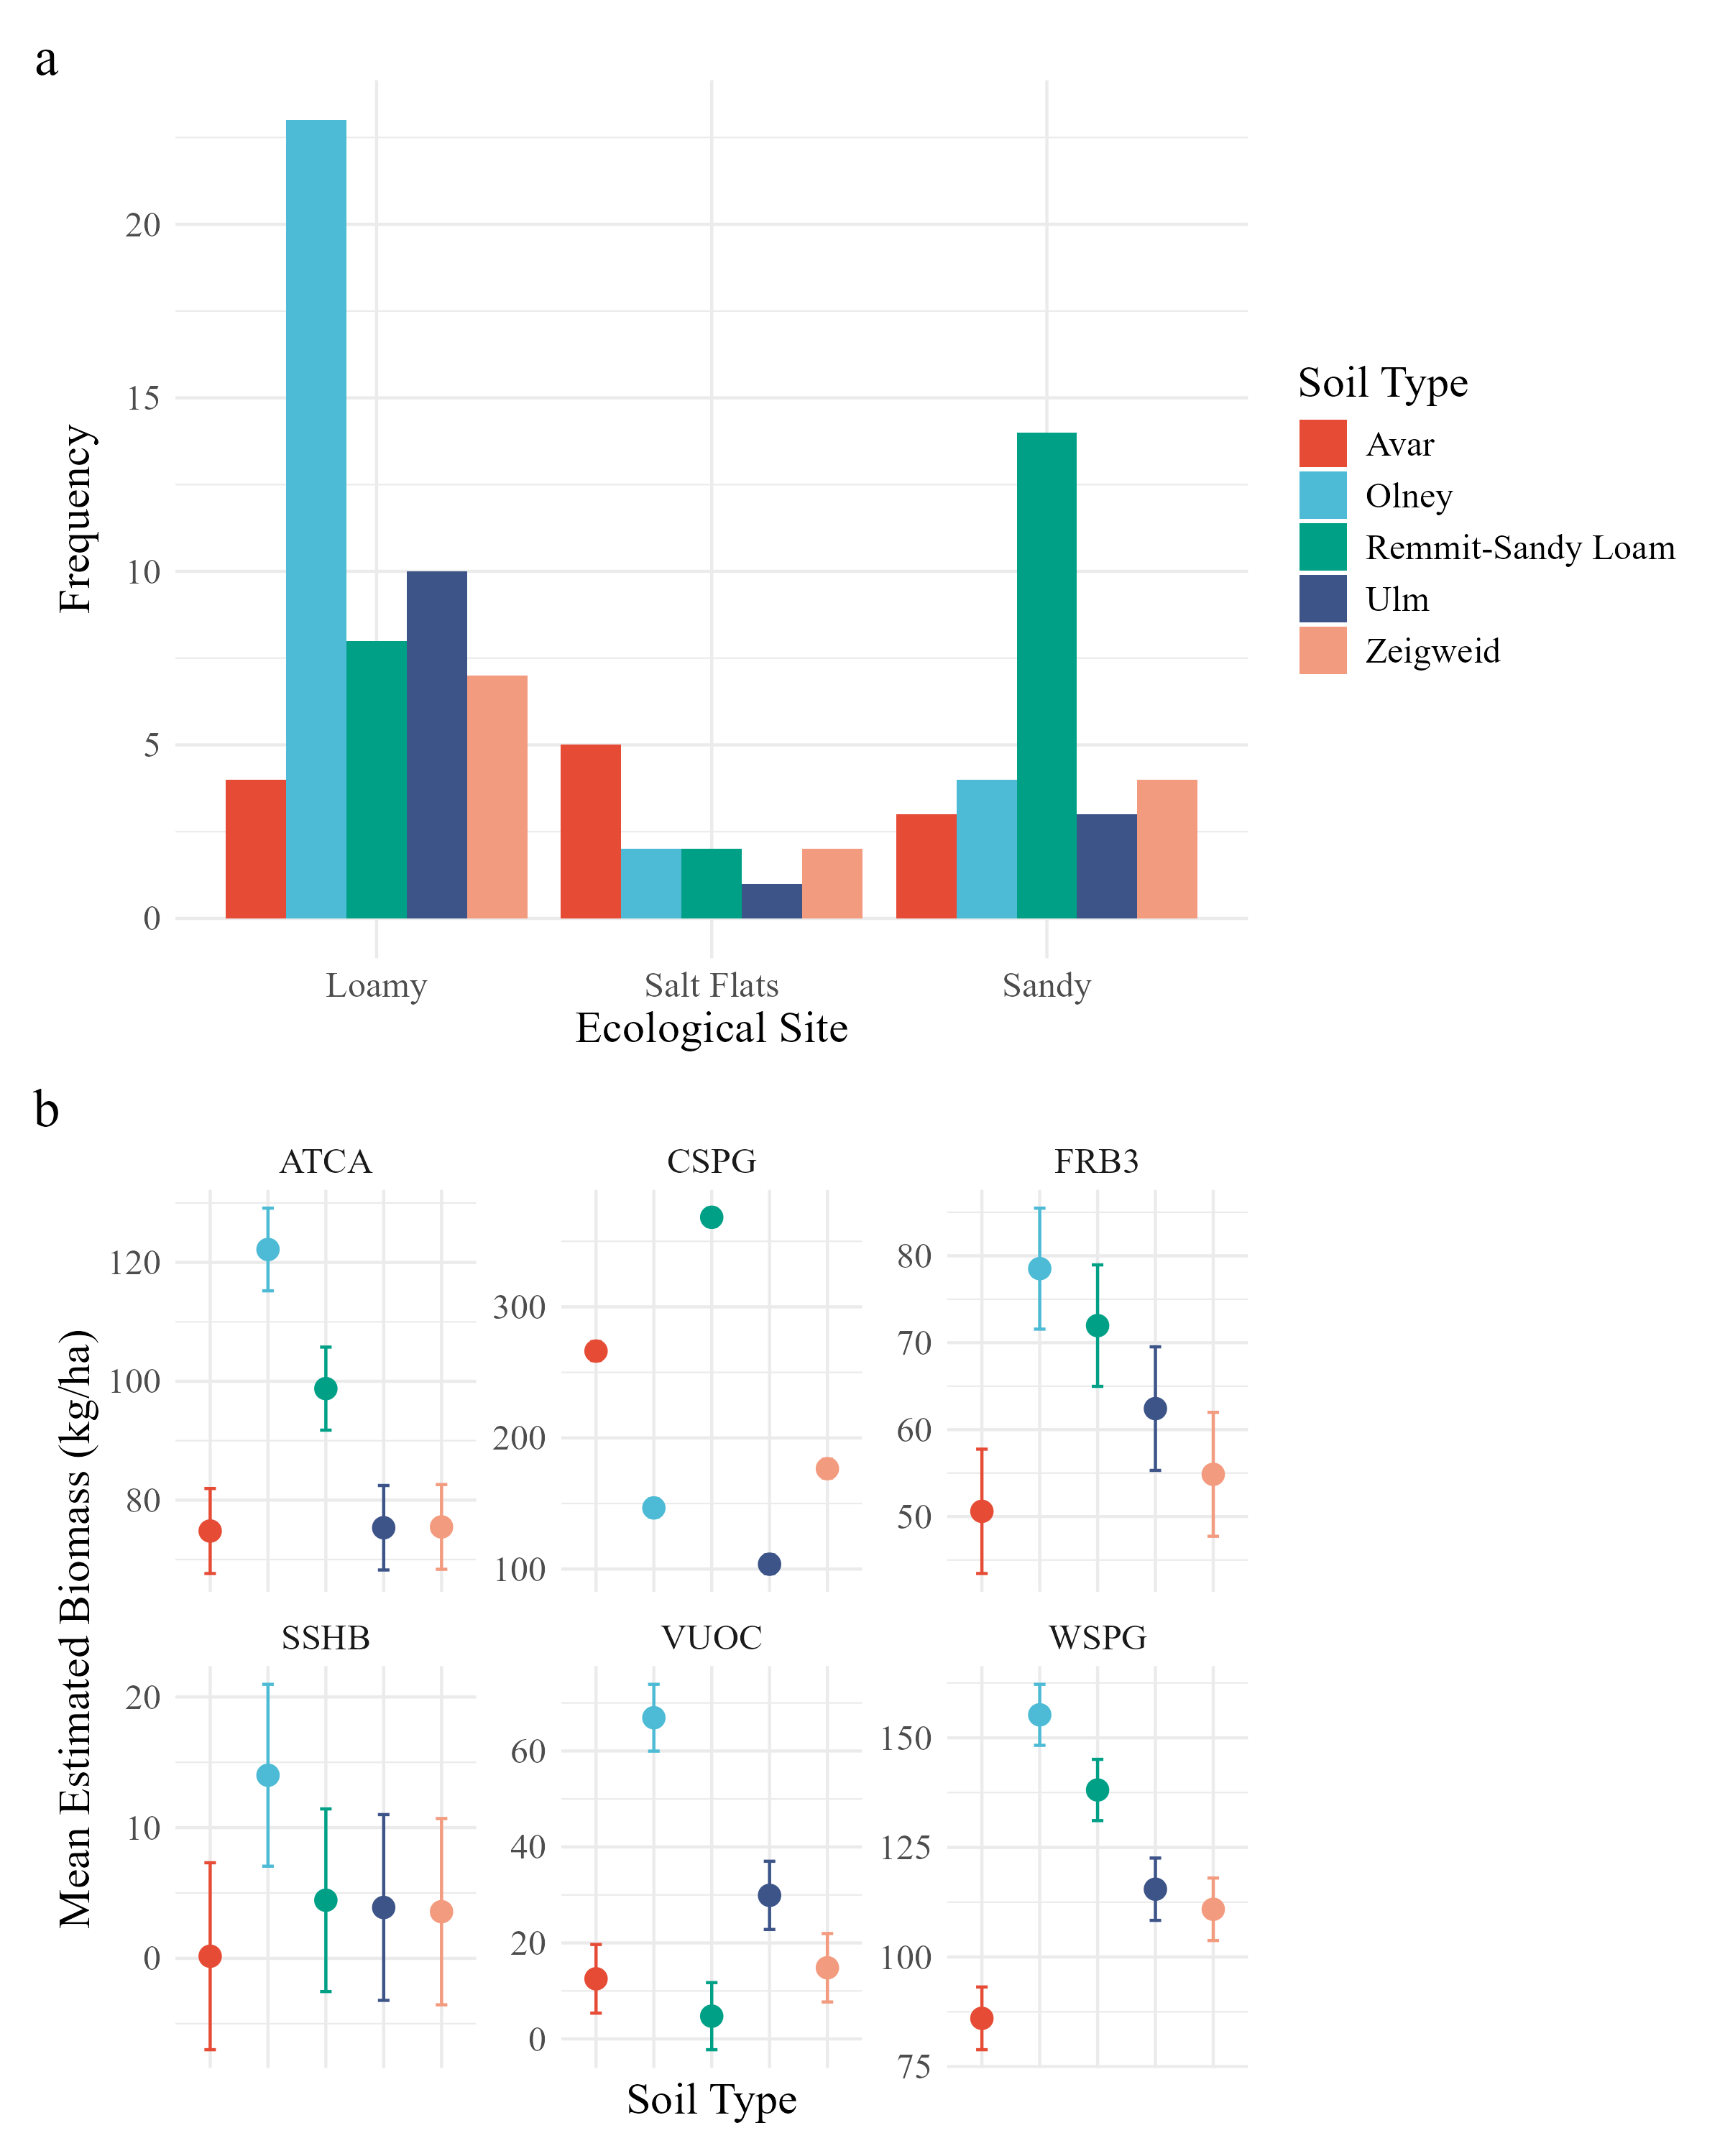 a
Frequency
20
15
10
5
0
Loamy
Salt Flats
Sandy
Ecological Site
Soil Type
Avar
Olney
Remmit-Sandy Loam
Ulm
Zeigweid
b
Mean Estimated Biomass (kg/ha)
ATCA
120
100
80
CSPG
300
200
100
FRB3
80
70
60
50
SSHB
20
10
0
VUOC
60
40
20
0
WSPG
150
125
100
75
Soil Type